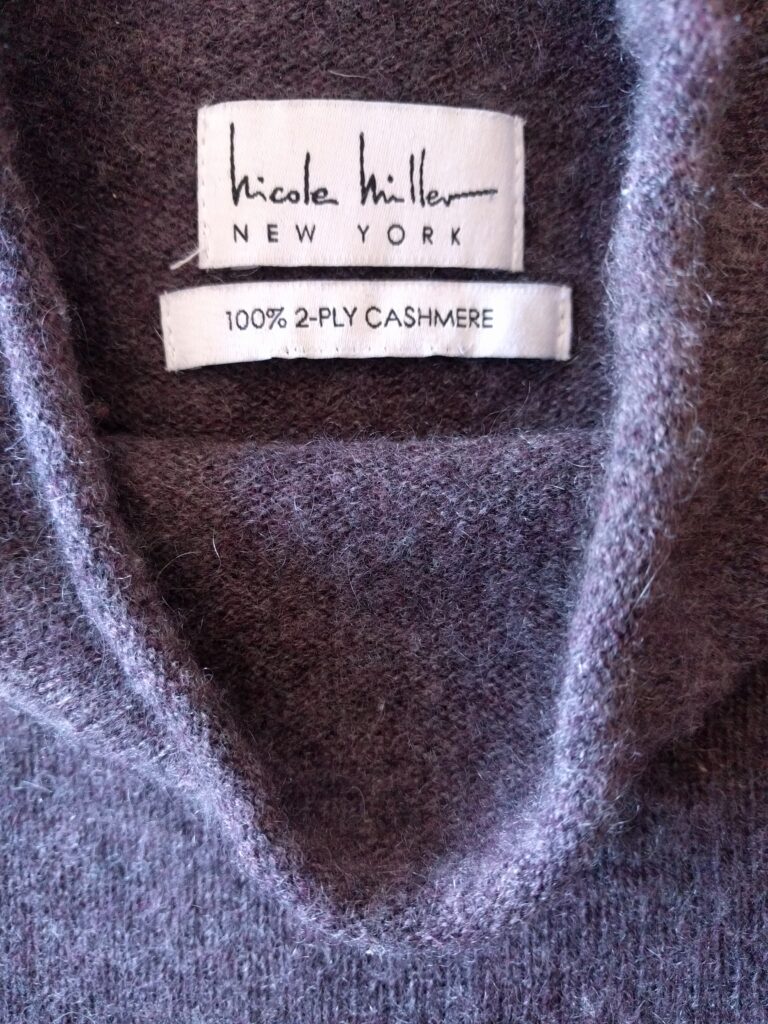 Nicole Miller
NEW YORK
100% 2-PLY CASHMERE